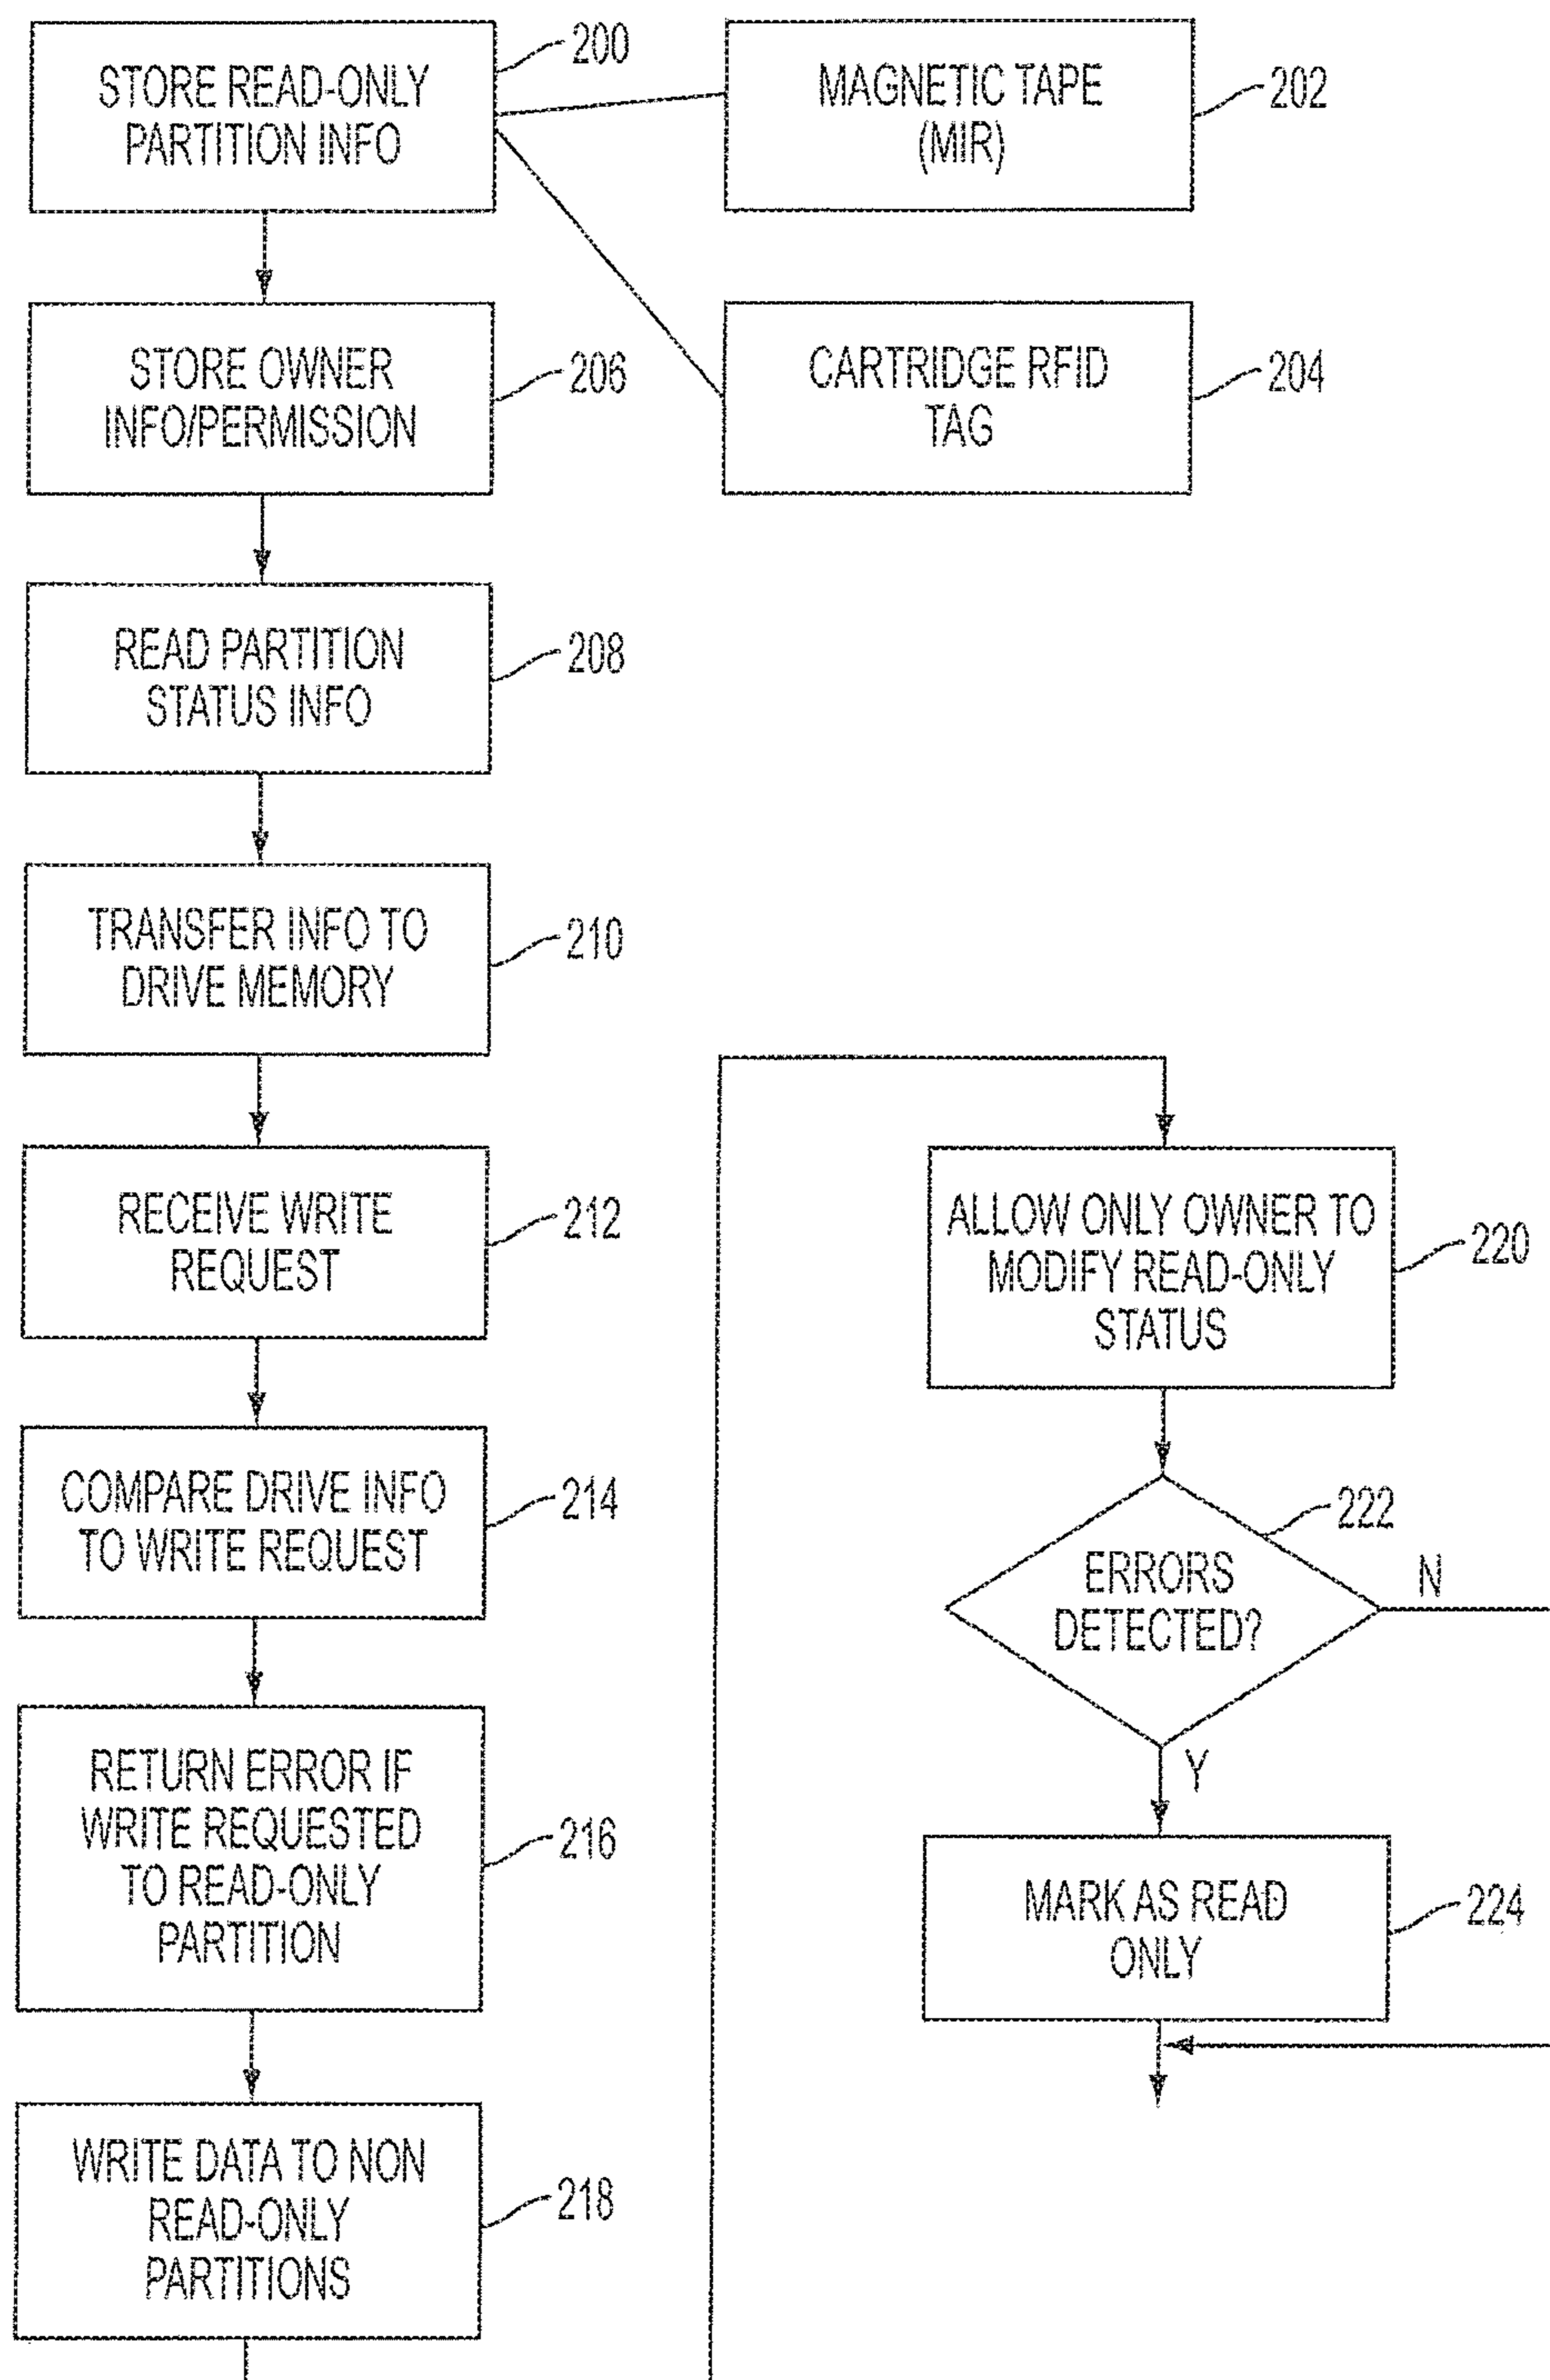 STORE READ-ONLY
PARTITION INFO
200
MAGNETIC TAPE
(MIR)
202
STORE OWNER
INFO/PERMISSION
206
CARTRIDGE RFID
TAG
204
READ PARTITION
STATUS INFO
208
TRANSFER INFO TO
DRIVE MEMORY
210
RECEIVE WRITE
REQUEST
212
COMPARE DRIVE INFO
TO WRITE REQUEST
214
RETURN ERROR IF
WRITE REQUESTED
TO READ-ONLY
PARTITION
216
WRITE DATA TO NON
READ-ONLY
PARTITIONS
218
ALLOW ONLY OWNER TO
MODIFY READ-ONLY
STATUS
220
ERRORS
DETECTED?
222
N
Y
MARK AS READ
ONLY
224